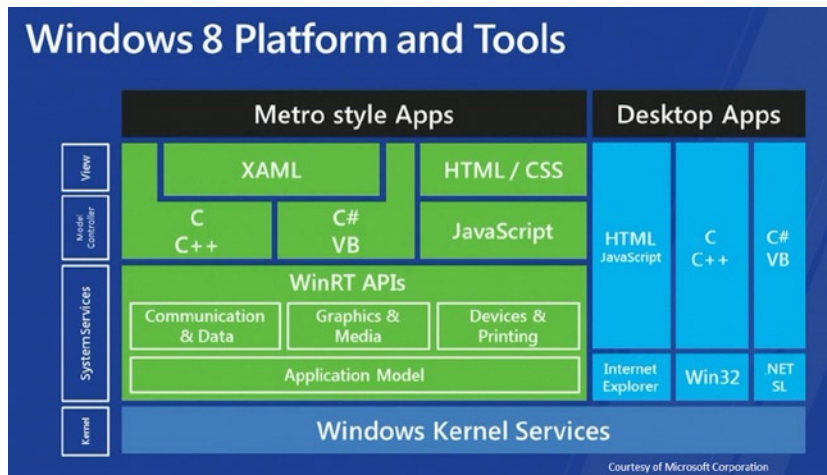 Windows 8 Platform and Tools
Metro style Apps
Desktop Apps
View
XAML
HTML / CSS
Model
Controller
C
C++
C#
VB
JavaScript
HTML
JavaScript
C
C++
C#
VB
System Services
WinRT APIs
Communication
& Data
Graphics &
Media
Devices &
Printing
Application Model
Internet
Explorer
Win32
.NET
SL
Kernel
Windows Kernel Services
Courtesy of Microsoft Corporation